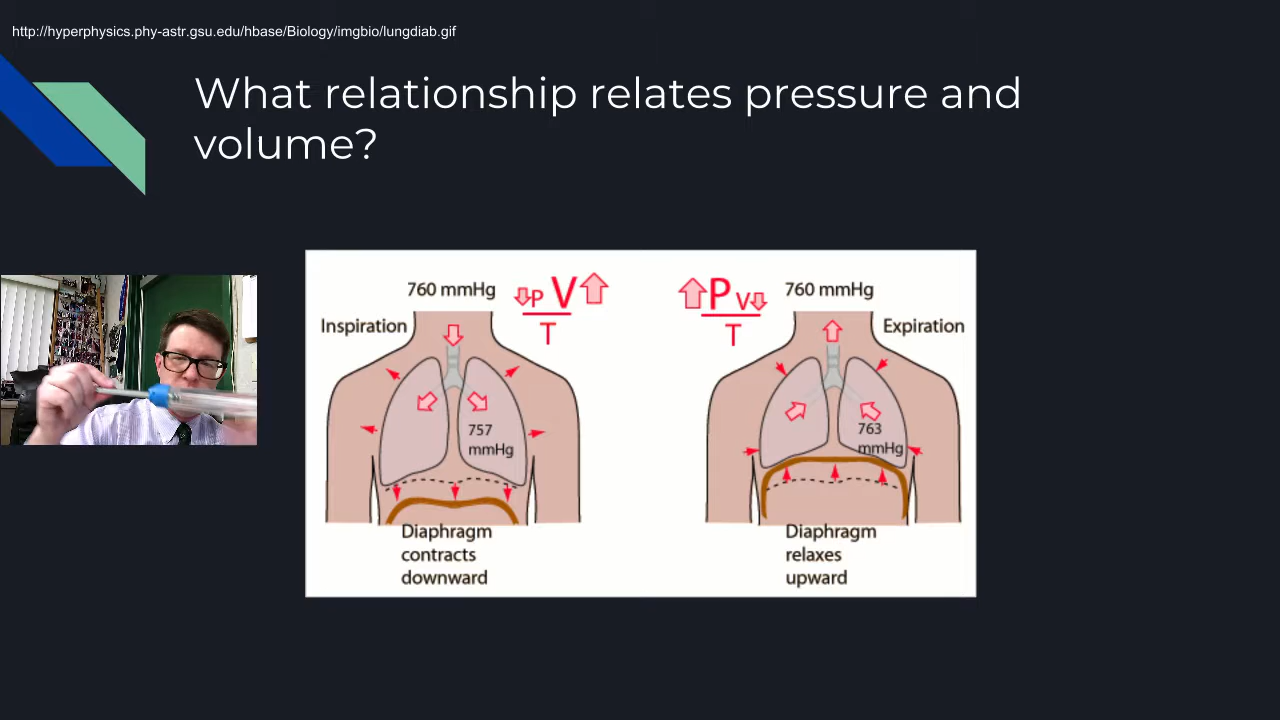 http://hyperphysics.phy-astr.gsu.edu/hbase/Biology/imgbio/lungdiab.gif
What relationship relates pressure and
volume?
760 mmHg
P V
T
Inspiration
757
mmHg
Diaphragm
contracts
downward
P V
T
760 mmHg
Expiration
763
mmHg
Diaphragm
relaxes
upward